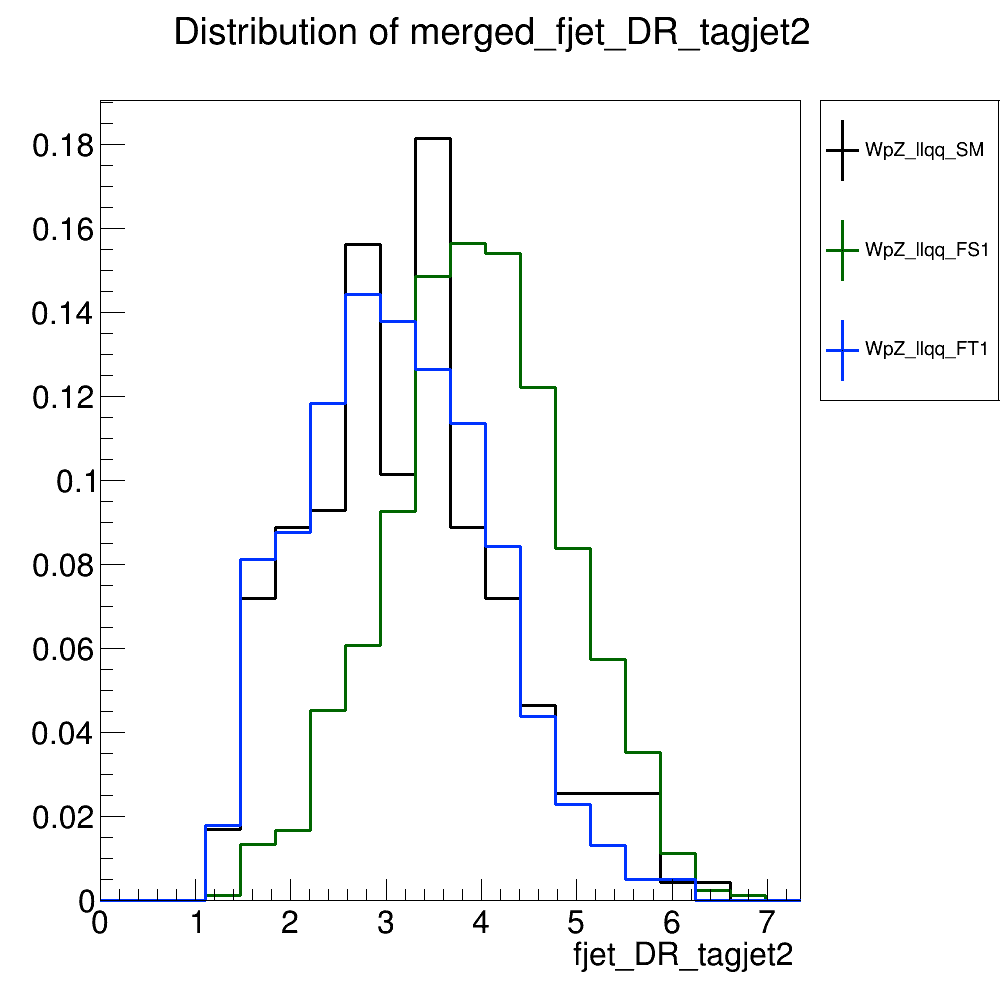 Distribution of merged_fjet_DR_tagjet2
WpZ_llqq_SM
WpZ_llqq_FS1
WpZ_llqq_FT1
0.18
0.16
0.14
0.12
0.1
0.08
0.06
0.04
0.02
0
0 1 2 3 4 5 6 7
fjet_DR_tagjet2